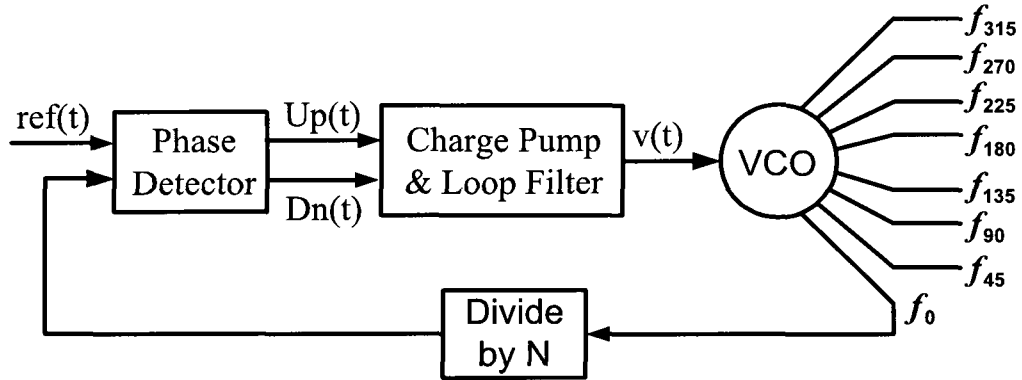 ref(t)
Phase
Detector
Up(t)
Dn(t)
Charge Pump
& Loop Filter
v(t)
VCO
f315
f270
f225
f180
f135
f90
f45
f0
Divide
by N